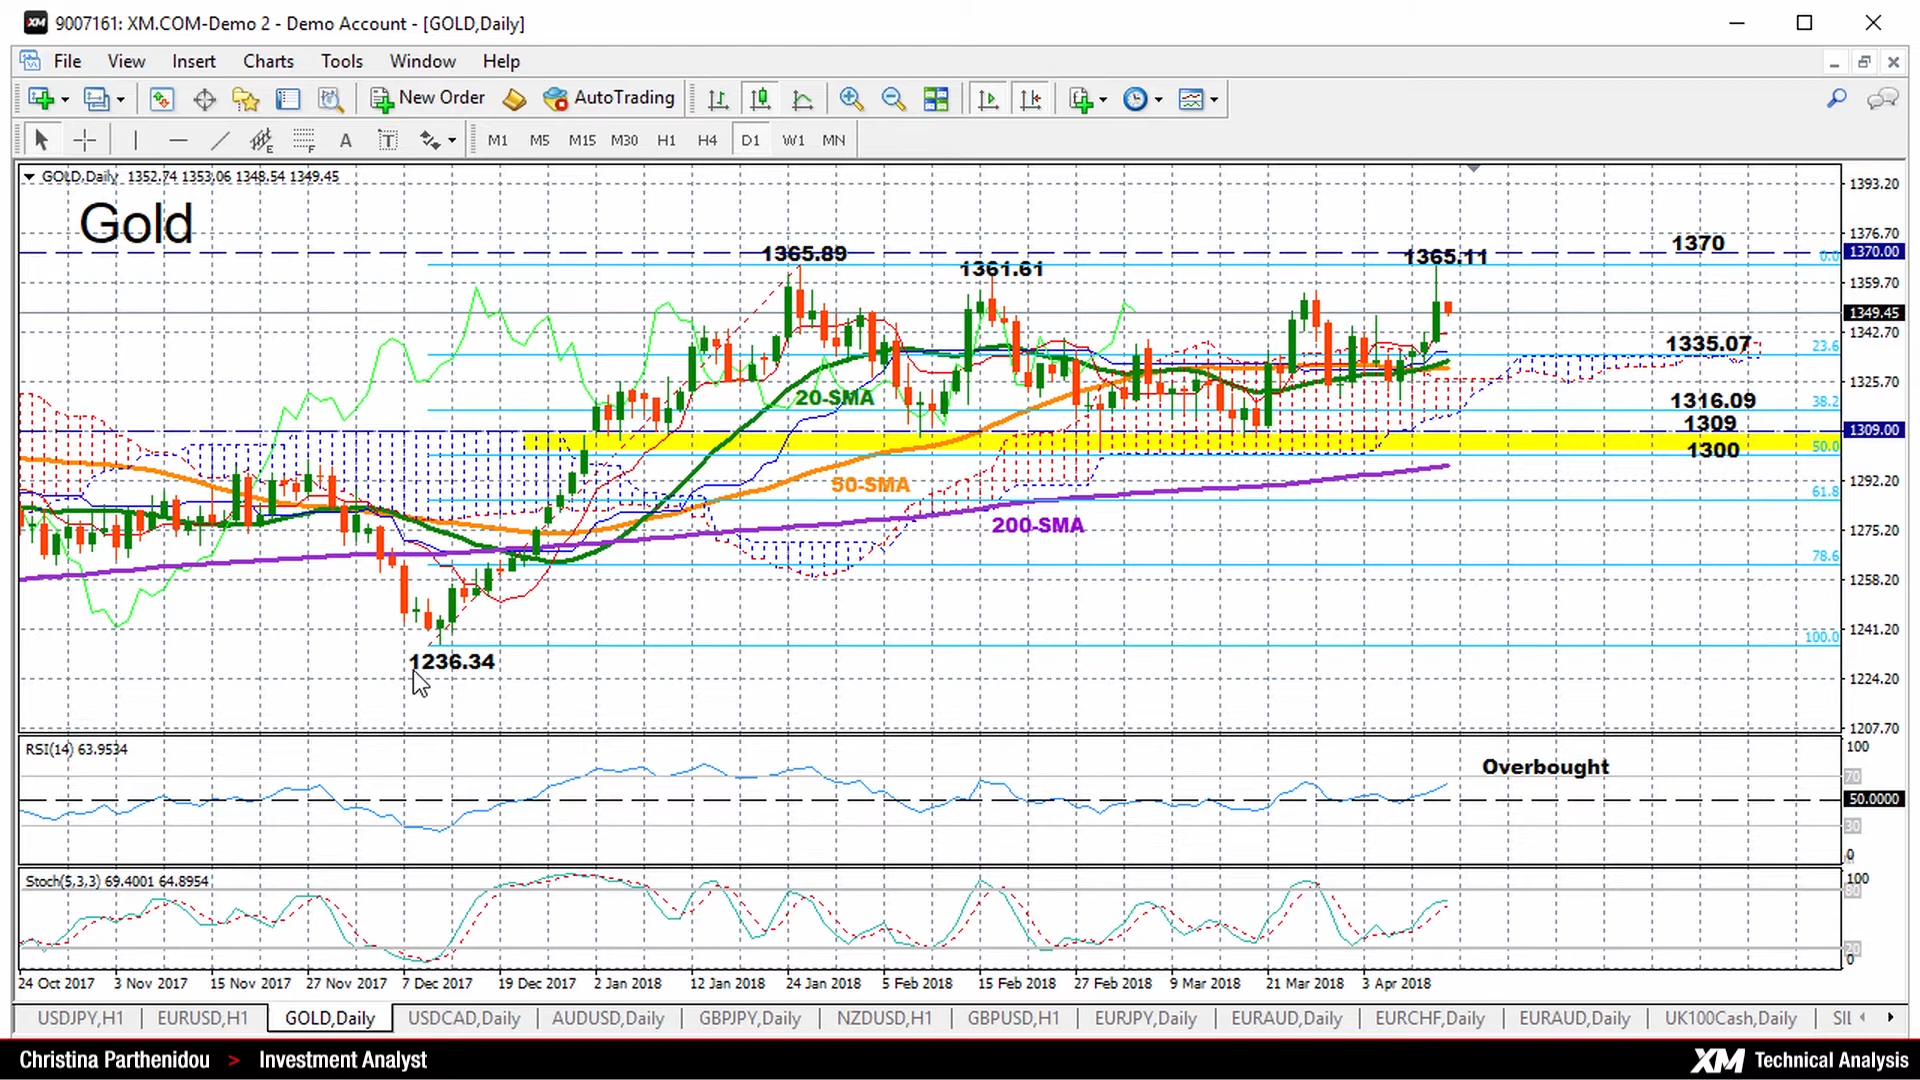 XM 9007161: XM.COM-Demo 2 - Demo Account - [GOLD,Daily]
File View Insert Charts Tools Window Help
New Order AutoTrading
E F A T M1 M5 M15 M30 H1 H4 D1 W1 MN
GOLD,Daily 1352.74 1353.06 1348.54 1349.45
Gold
1393.20
1376.70
1370
1370.00
1365.89
1361.61
1365.11
0.0
1359.70
1349.45
1342.70
1335.07
23.6
1325.70
20-SMA
1316.09
38.2
1309
1309.00
1300
50.0
50-SMA
1292.20
61.8
200-SMA
1275.20
78.6
1258.20
1241.20
100.0
1236.34
1224.20
1207.70
RSI(14) 63.9534
100
Overbought
70
50.0000
30
0
Stoch(5,3,3) 69.4001 64.8954
100
80
20
0
24 Oct 2017 3 Nov 2017 15 Nov 2017 27 Nov 2017 7 Dec 2017 19 Dec 2017 2 Jan 2018 12 Jan 2018 24 Jan 2018 5 Feb 2018 15 Feb 2018 27 Feb 2018 9 Mar 2018 21 Mar 2018 3 Apr 2018
USDJPY,H1 EURUSD,H1 GOLD,Daily USDCAD,Daily AUDUSD,Daily GBPJPY,Daily NZDUSD,H1 GBPUSD,H1 EURJPY,Daily EURAUD,Daily EURCHF,Daily EURAUD,Daily UK100Cash,Daily SIL
Christina Parthenidou > Investment Analyst XM Technical Analysis